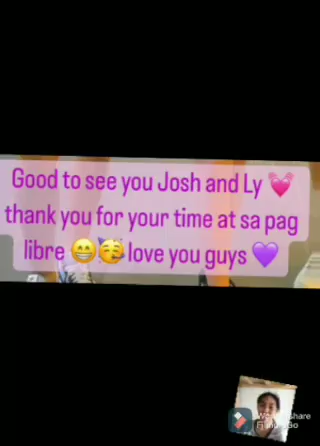 Good to see you Josh and Ly 💓
thank you for your time at sa pag
libre 😁🥳 love you guys 💜